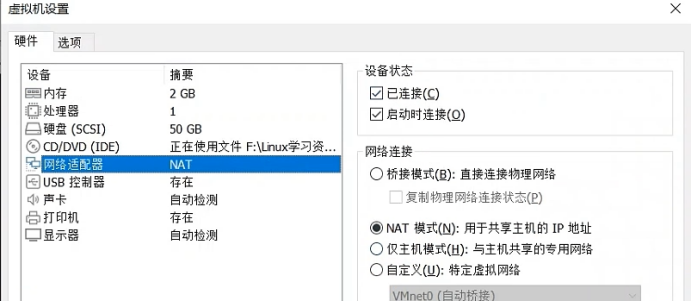 虚拟机设置
硬件 选项
设备 摘要
内存 2 GB
处理器 1
硬盘 (SCSI) 50 GB
CD/DVD (IDE) 正在使用文件 F:\Linux学习资...
网络适配器 NAT
USB 控制器 存在
声卡 自动检测
打印机 存在
显示器 自动检测
设备状态
已连接(C)
启动时连接(O)
网络连接
桥接模式(B): 直接连接物理网络
复制物理网络连接状态(P)
NAT 模式(N): 用于共享主机的 IP 地址
仅主机模式(H): 与主机共享的专用网络
自定义(U): 特定虚拟网络
VMnet0 (自动桥接)